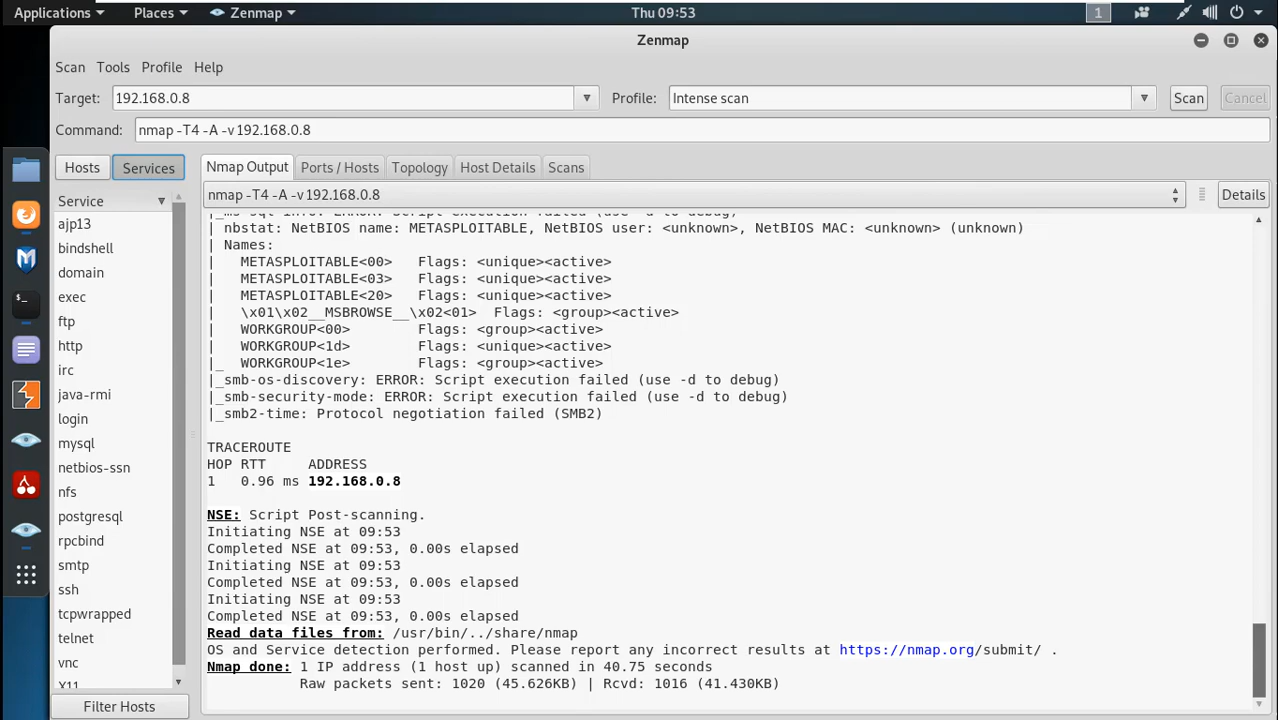 Applications Places Zenmap Thu 09:53 1
Zenmap
Scan Tools Profile Help
Target: 192.168.0.8 Profile: Intense scan Scan Cancel
Command: nmap -T4 -A -v 192.168.0.8
Hosts Services Nmap Output Ports / Hosts Topology Host Details Scans
nmap -T4 -A -v 192.168.0.8 Details
Service
ajp13
bindshell
domain
exec
ftp
http
irc
java-rmi
login
mysql
netbios-ssn
nfs
postgresql
rpcbind
smtp
ssh
tcpwrapped
telnet
vnc
X11
Filter Hosts
|_ms-sql-info: ERROR: Script execution failed (use -d to debug)
| nbstat: NetBIOS name: METASPLOITABLE, NetBIOS user: <unknown>, NetBIOS MAC: <unknown> (unknown)
| Names:
|   METASPLOITABLE<00>   Flags: <unique><active>
|   METASPLOITABLE<03>   Flags: <unique><active>
|   METASPLOITABLE<20>   Flags: <unique><active>
|   \x01\x02__MSBROWSE__\x02<01>  Flags: <group><active>
|   WORKGROUP<00>        Flags: <group><active>
|   WORKGROUP<1d>        Flags: <unique><active>
|_  WORKGROUP<1e>        Flags: <group><active>
|_smb-os-discovery: ERROR: Script execution failed (use -d to debug)
|_smb-security-mode: ERROR: Script execution failed (use -d to debug)
|_smb2-time: Protocol negotiation failed (SMB2)
TRACEROUTE
HOP RTT     ADDRESS
1   0.96 ms 192.168.0.8
NSE: Script Post-scanning.
Initiating NSE at 09:53
Completed NSE at 09:53, 0.00s elapsed
Initiating NSE at 09:53
Completed NSE at 09:53, 0.00s elapsed
Initiating NSE at 09:53
Completed NSE at 09:53, 0.00s elapsed
Read data files from: /usr/bin/../share/nmap
OS and Service detection performed. Please report any incorrect results at https://nmap.org/submit/ .
Nmap done: 1 IP address (1 host up) scanned in 40.75 seconds
Raw packets sent: 1020 (45.626KB) | Rcvd: 1016 (41.430KB)